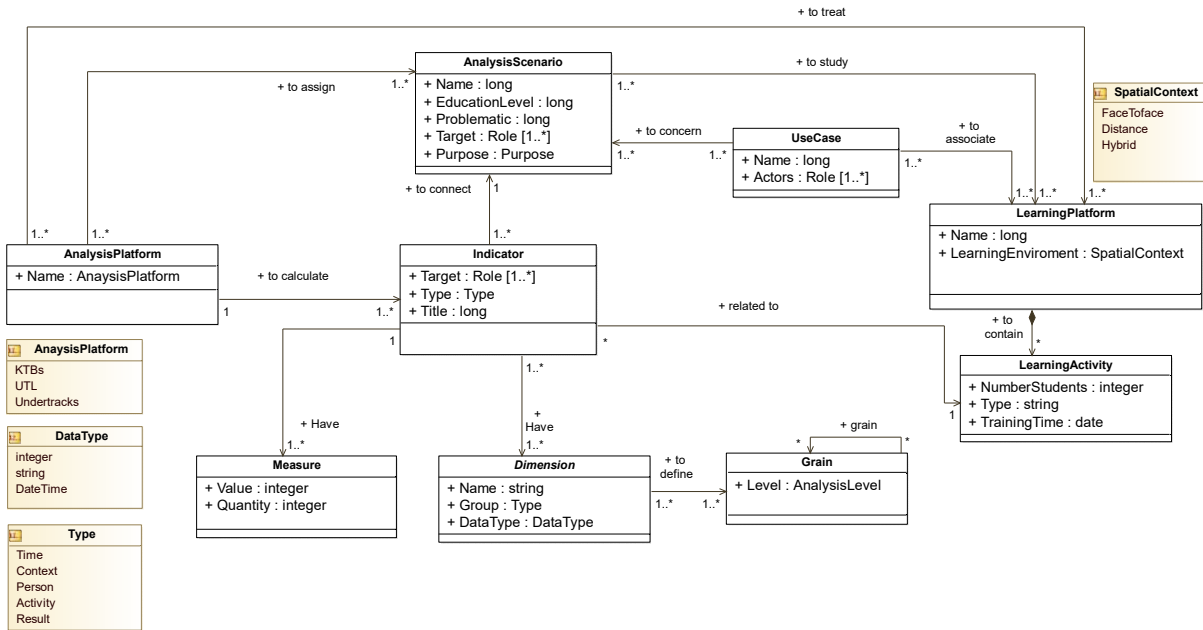 + to treat
AnalysisScenario
+ Name : long
+ EducationLevel : long
+ Problematic : long
+ Target : Role [1..*]
+ Purpose : Purpose
1..*
+ to assign
+ to study
1..*
SpatialContext
FaceToface
Distance
Hybrid
+ to concern
1..*
1..*
UseCase
+ Name : long
+ Actors : Role [1..*]
+ to
associate
1..*
+ to connect
1
1..*
1..*
1..*
1..*
1..*
1..*
1..*
AnalysisPlatform
+ Name : AnaysisPlatform
+ to calculate
1
1..*
Indicator
+ Target : Role [1..*]
+ Type : Type
+ Title : long
LearningPlatform
+ Name : long
+ LearningEnviroment : SpatialContext
+ related to
*
1
+ to
contain
*
LearningActivity
+ NumberStudents : integer
+ Type : string
+ TrainingTime : date
AnaysisPlatform
KTBs
UTL
Undertracks
1
+ Have
1..*
1..*
+
Have
1..*
DataType
integer
string
DateTime
Measure
+ Value : integer
+ Quantity : integer
Dimension
+ Name : string
+ Group : Type
+ DataType : DataType
+ to
define
1..*
1..*
+ grain
*
*
Grain
+ Level : AnalysisLevel
Type
Time
Context
Person
Activity
Result